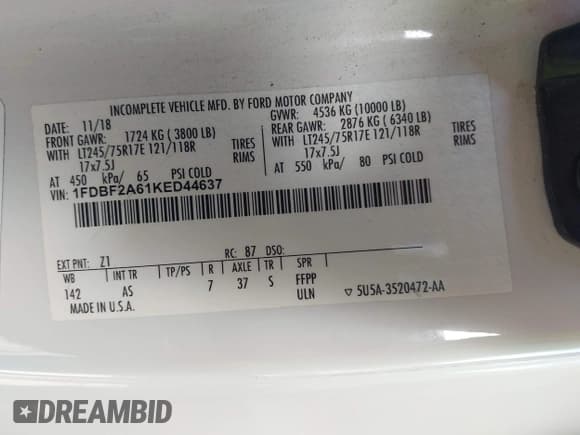 INCOMPLETE VEHICLE MFD. BY FORD MOTOR COMPANY
DATE: 11/18 GVWR: 4536 KG (10000 LB)
FRONT GAWR: 1724 KG ( 3800 LB) REAR GAWR: 2876 KG ( 6340 LB)
WITH LT245/75R17E 121/118R TIRES WITH LT245/75R17E 121/118R TIRES
17x7.5J RIMS 17x7.5J RIMS
AT 450 kPa/ 65 PSI COLD AT 550 kPa/ 80 PSI COLD
VIN: 1FDBF2A61KED44637
EXT PNT: Z1 RC: 87 DSO:
WB INT TR TP/PS R AXLE TR SPR
142 AS 7 37 S FFPP
MADE IN U.S.A. ULN ▽ 5U5A-3520472-AA
DREAMBID